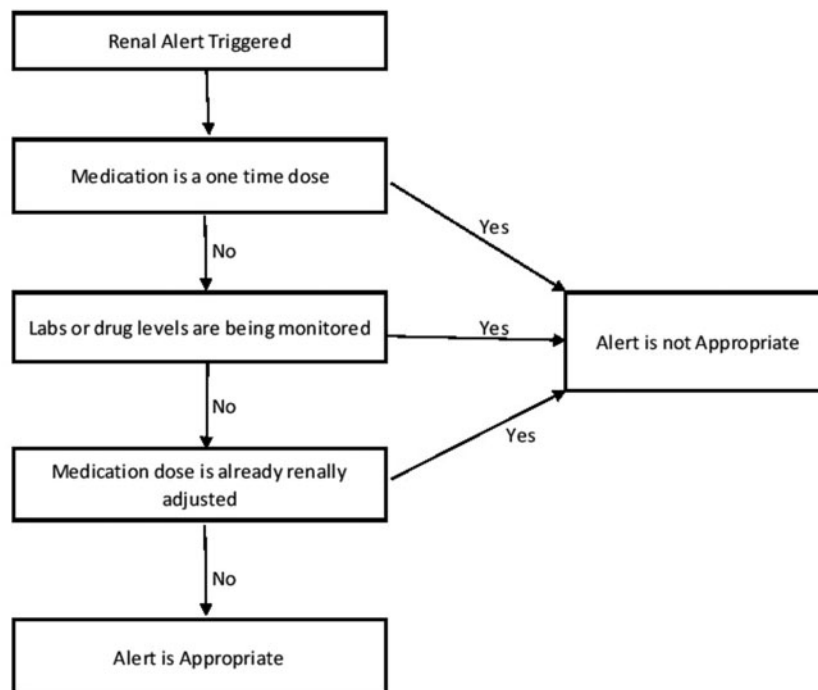 Renal Alert Triggered
Medication is a one time dose
Yes
No
Labs or drug levels are being monitored
Yes
Alert is not Appropriate
No
Yes
Medication dose is already renally
adjusted
No
Alert is Appropriate